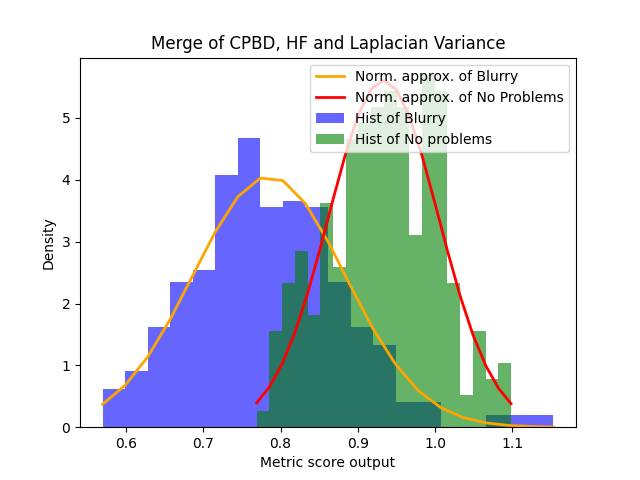 Merge of CPBD, HF and Laplacian Variance
Norm. approx. of Blurry
Norm. approx. of No Problems
Hist of Blurry
Hist of No problems
Density
5
4
3
2
1
0
0.6 0.7 0.8 0.9 1.0 1.1
Metric score output